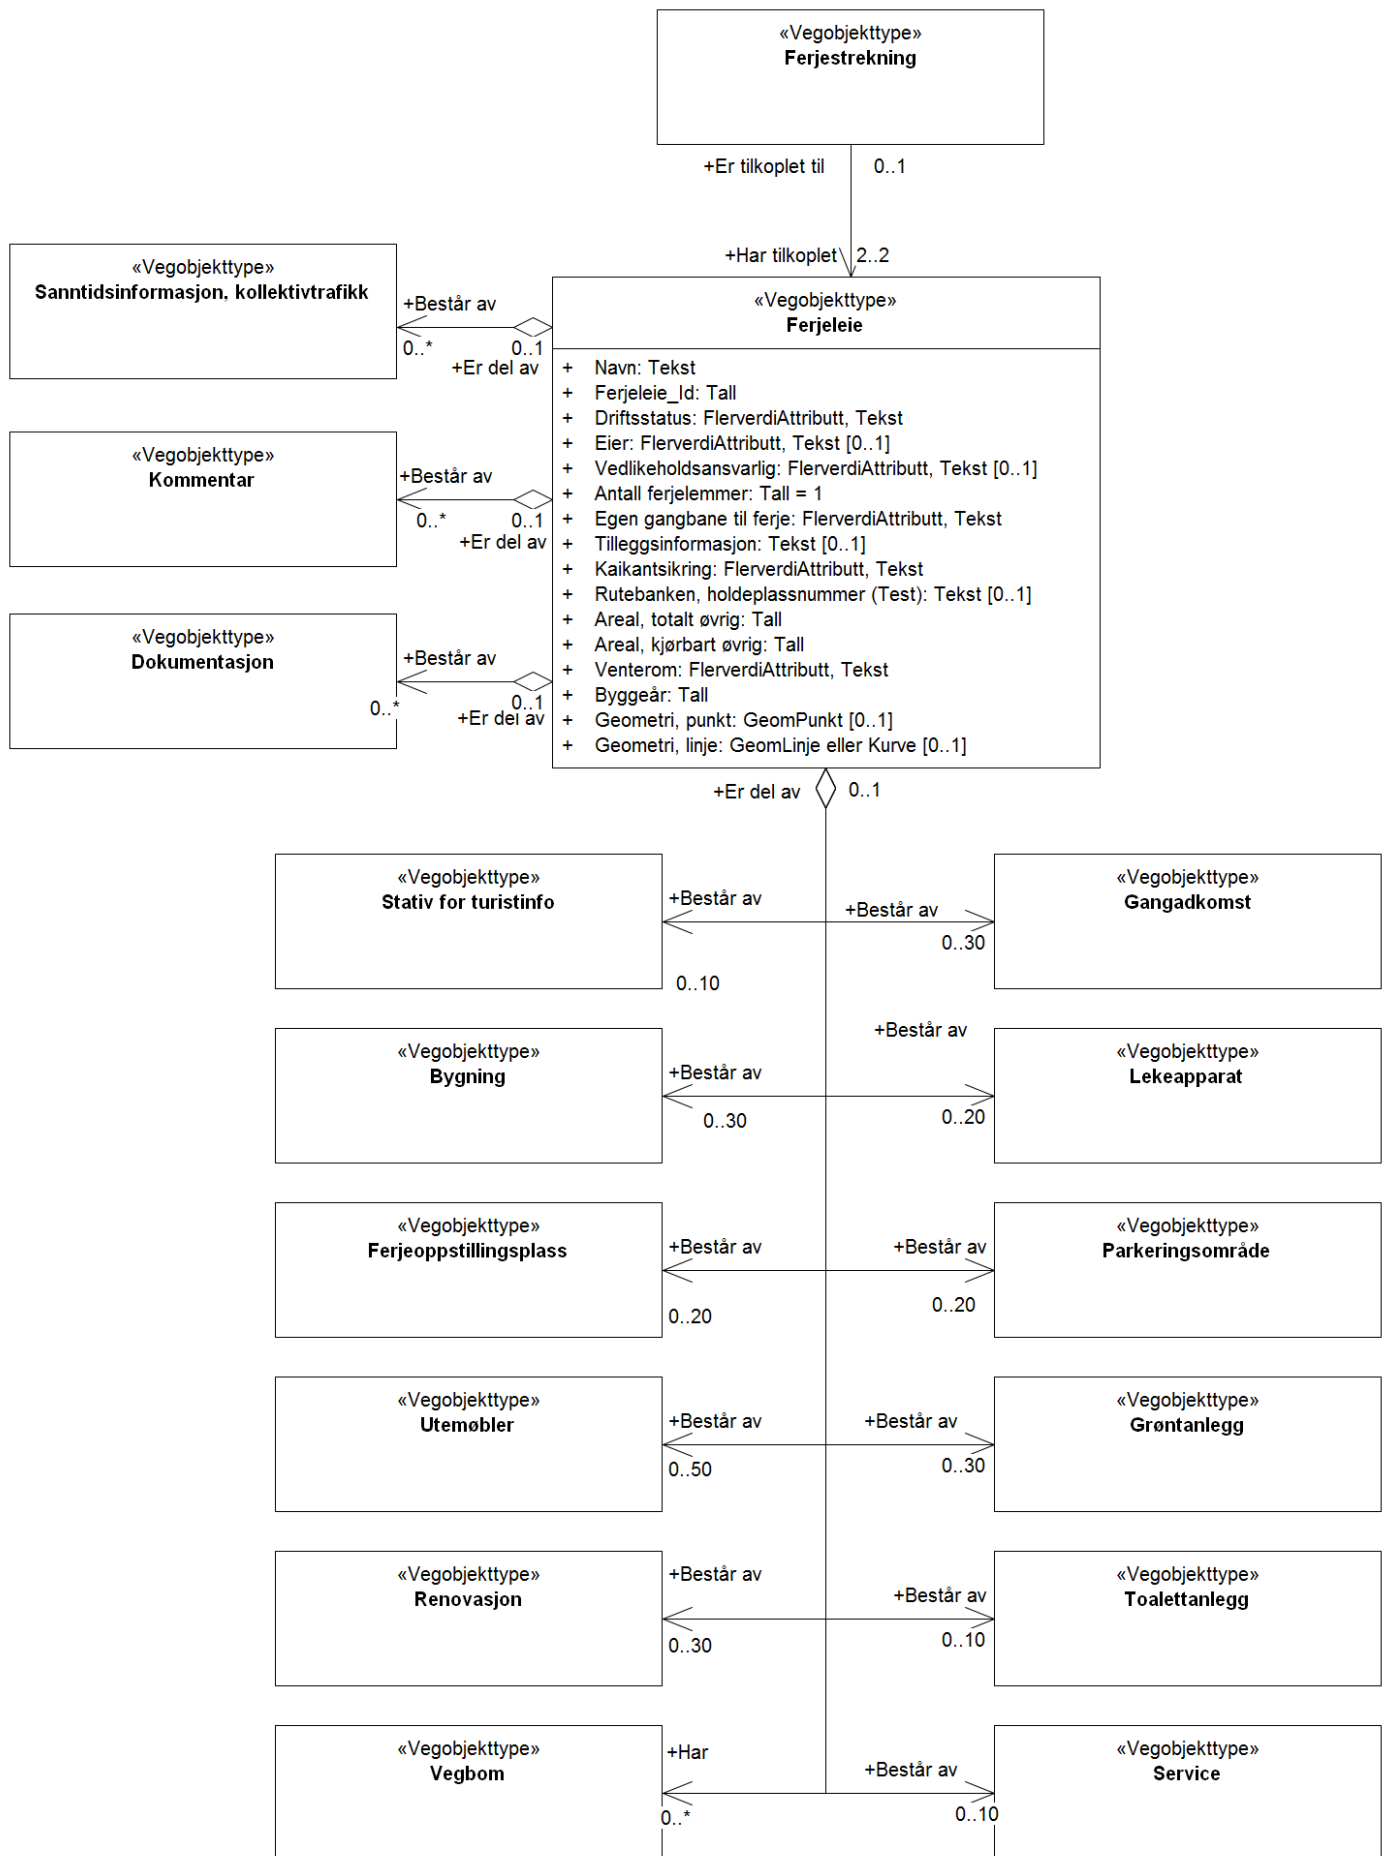 «Vegobjekttype»
Ferjestrekning
+Er tilkoplet til
0..1
+Har tilkoplet
2..2
«Vegobjekttype»
Sanntidsinformasjon, kollektivtrafikk
+Består av
0..*
0..1
+Er del av
«Vegobjekttype»
Kommentar
+Består av
0..*
0..1
+Er del av
«Vegobjekttype»
Dokumentasjon
+Består av
0..*
0..1
+Er del av
«Vegobjekttype»
Ferjeleie
+ Navn: Tekst
+ Ferjeleie_Id: Tall
+ Driftsstatus: FlerverdiAttributt, Tekst
+ Eier: FlerverdiAttributt, Tekst [0..1]
+ Vedlikeholdsansvarlig: FlerverdiAttributt, Tekst [0..1]
+ Antall ferjelemmer: Tall = 1
+ Egen gangbane til ferje: FlerverdiAttributt, Tekst
+ Tilleggsinformasjon: Tekst [0..1]
+ Kaikantsikring: FlerverdiAttributt, Tekst
+ Rutebanken, holdeplassnummer (Test): Tekst [0..1]
+ Areal, totalt øvrig: Tall
+ Areal, kjørbart øvrig: Tall
+ Venterom: FlerverdiAttributt, Tekst
+ Byggeår: Tall
+ Geometri, punkt: GeomPunkt [0..1]
+ Geometri, linje: GeomLinje eller Kurve [0..1]
+Er del av
0..1
«Vegobjekttype»
Stativ for turistinfo
+Består av
0..10
+Består av
0..30
«Vegobjekttype»
Gangadkomst
«Vegobjekttype»
Bygning
+Består av
0..30
+Består av
0..20
«Vegobjekttype»
Lekeapparat
«Vegobjekttype»
Ferjeoppstillingsplass
+Består av
0..20
+Består av
0..20
«Vegobjekttype»
Parkeringsområde
«Vegobjekttype»
Utemøbler
+Består av
0..50
+Består av
0..30
«Vegobjekttype»
Grøntanlegg
«Vegobjekttype»
Renovasjon
+Består av
0..30
+Består av
0..10
«Vegobjekttype»
Toalettanlegg
«Vegobjekttype»
Vegbom
+Har
0..*
+Består av
0..10
«Vegobjekttype»
Service